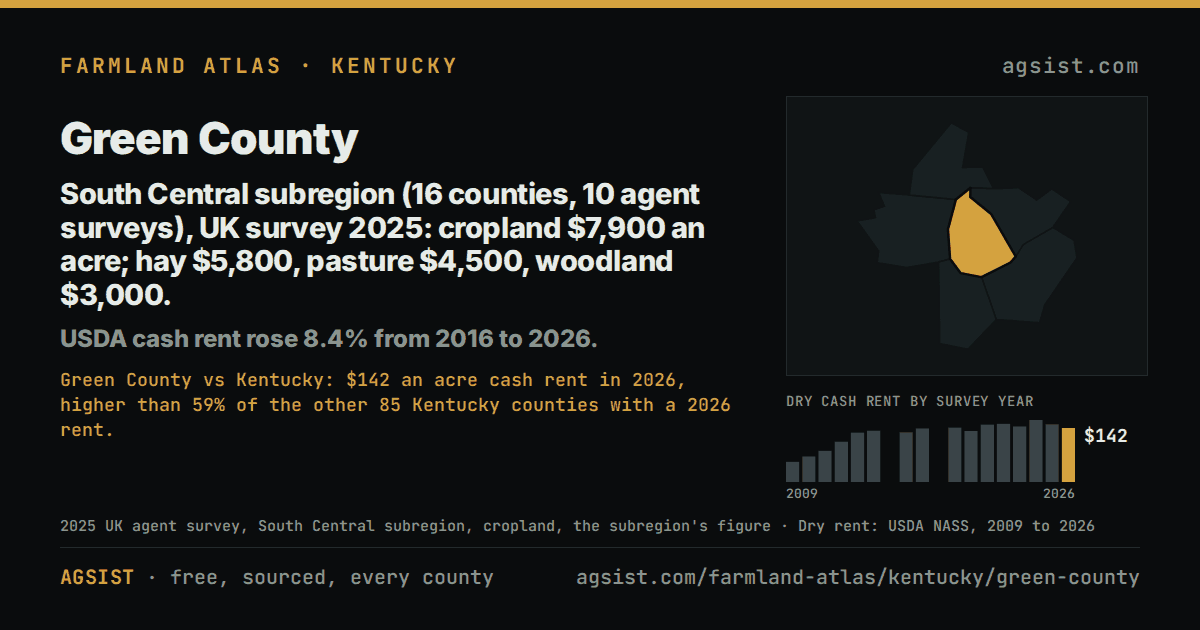 FARMLAND ATLAS · KENTUCKY
agsist.com
Green County
South Central subregion (16 counties, 10 agent
surveys), UK survey 2025: cropland $7,900 an
acre; hay $5,800, pasture $4,500, woodland
$3,000.
USDA cash rent rose 8.4% from 2016 to 2026.
Green County vs Kentucky: $142 an acre cash rent in 2026,
higher than 59% of the other 85 Kentucky counties with a 2026
rent.
DRY CASH RENT BY SURVEY YEAR
$142
2009
2026
2025 UK agent survey, South Central subregion, cropland, the subregion's figure · Dry rent: USDA NASS, 2009 to 2026
AGSIST · free, sourced, every county
agsist.com/farmland-atlas/kentucky/green-county